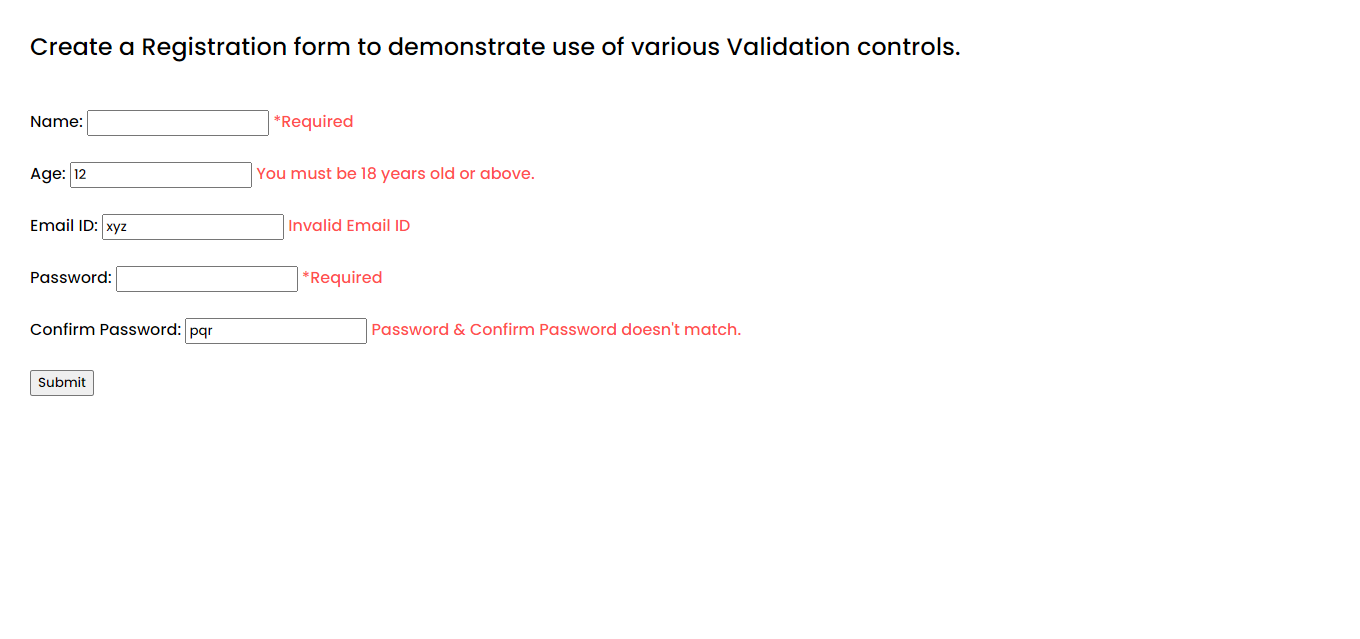 Create a Registration form to demonstrate use of various Validation controls.
Name: *Required
Age: 12 You must be 18 years old or above.
Email ID: xyz Invalid Email ID
Password: *Required
Confirm Password: pqr Password & Confirm Password doesn't match.
Submit